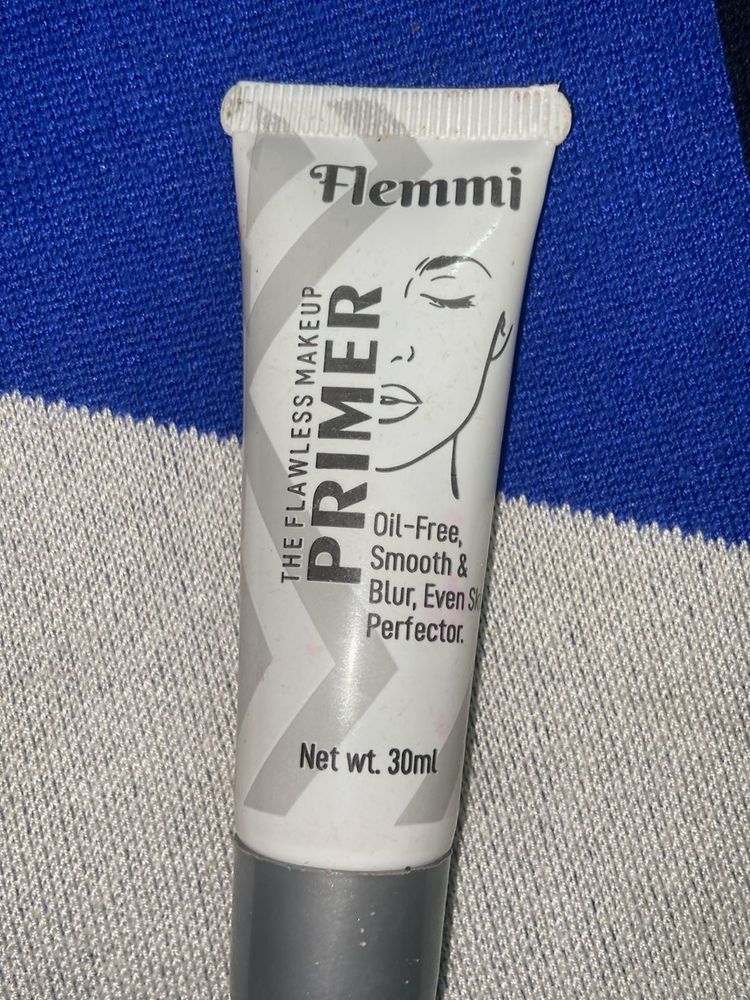 Flemmi
THE FLAWLESS MAKEUP
PRIMER
Oil-Free,
Smooth &
Blur, Even
Perfector.
Net wt. 30ml